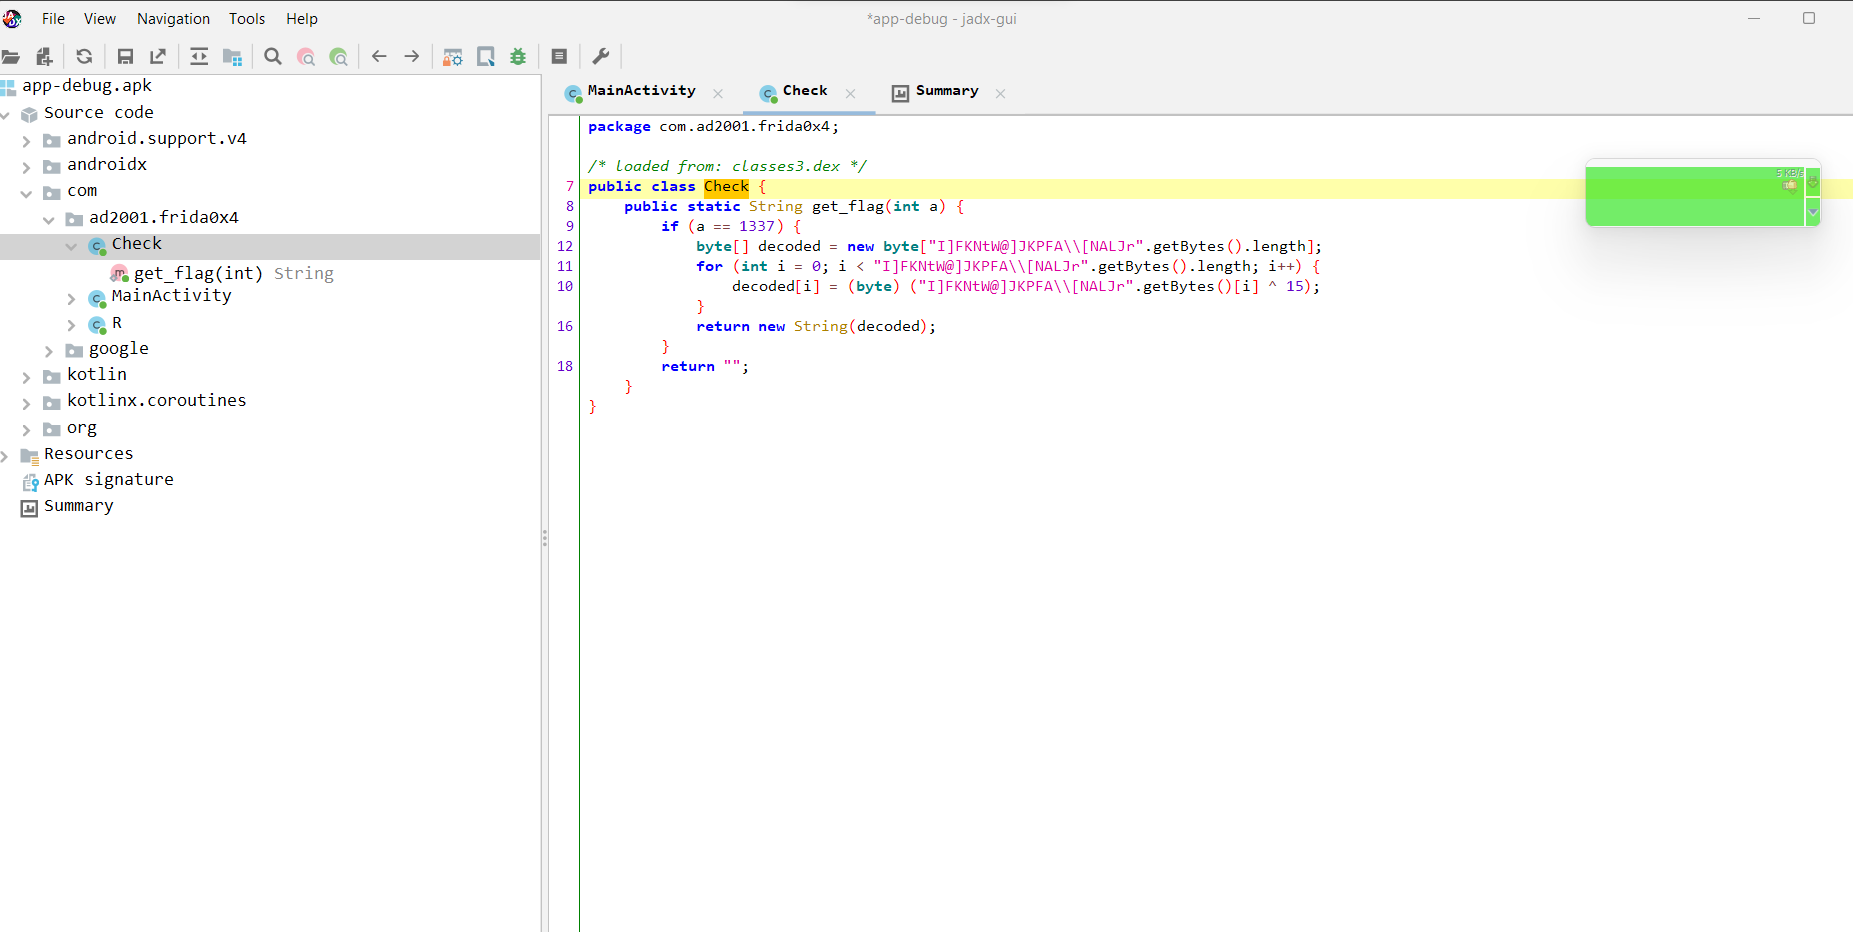 File View Navigation Tools Help
*app-debug - jadx-gui
app-debug.apk
Source code
android.support.v4
androidx
com
ad2001.frida0x4
Check
get_flag(int) String
MainActivity
R
google
kotlin
kotlinx.coroutines
org
Resources
APK signature
Summary
MainActivity Check Summary
package com.ad2001.frida0x4;
/* loaded from: classes3.dex */
7 public class Check {
8 public static String get_flag(int a) {
9 if (a == 1337) {
12 byte[] decoded = new byte["I]FKNtW@]JKPFA\\[NALJr".getBytes().length];
11 for (int i = 0; i < "I]FKNtW@]JKPFA\\[NALJr".getBytes().length; i++) {
10 decoded[i] = (byte) ("I]FKNtW@]JKPFA\\[NALJr".getBytes()[i] ^ 15);
}
16 return new String(decoded);
}
18 return "";
}
}
5 KB/s